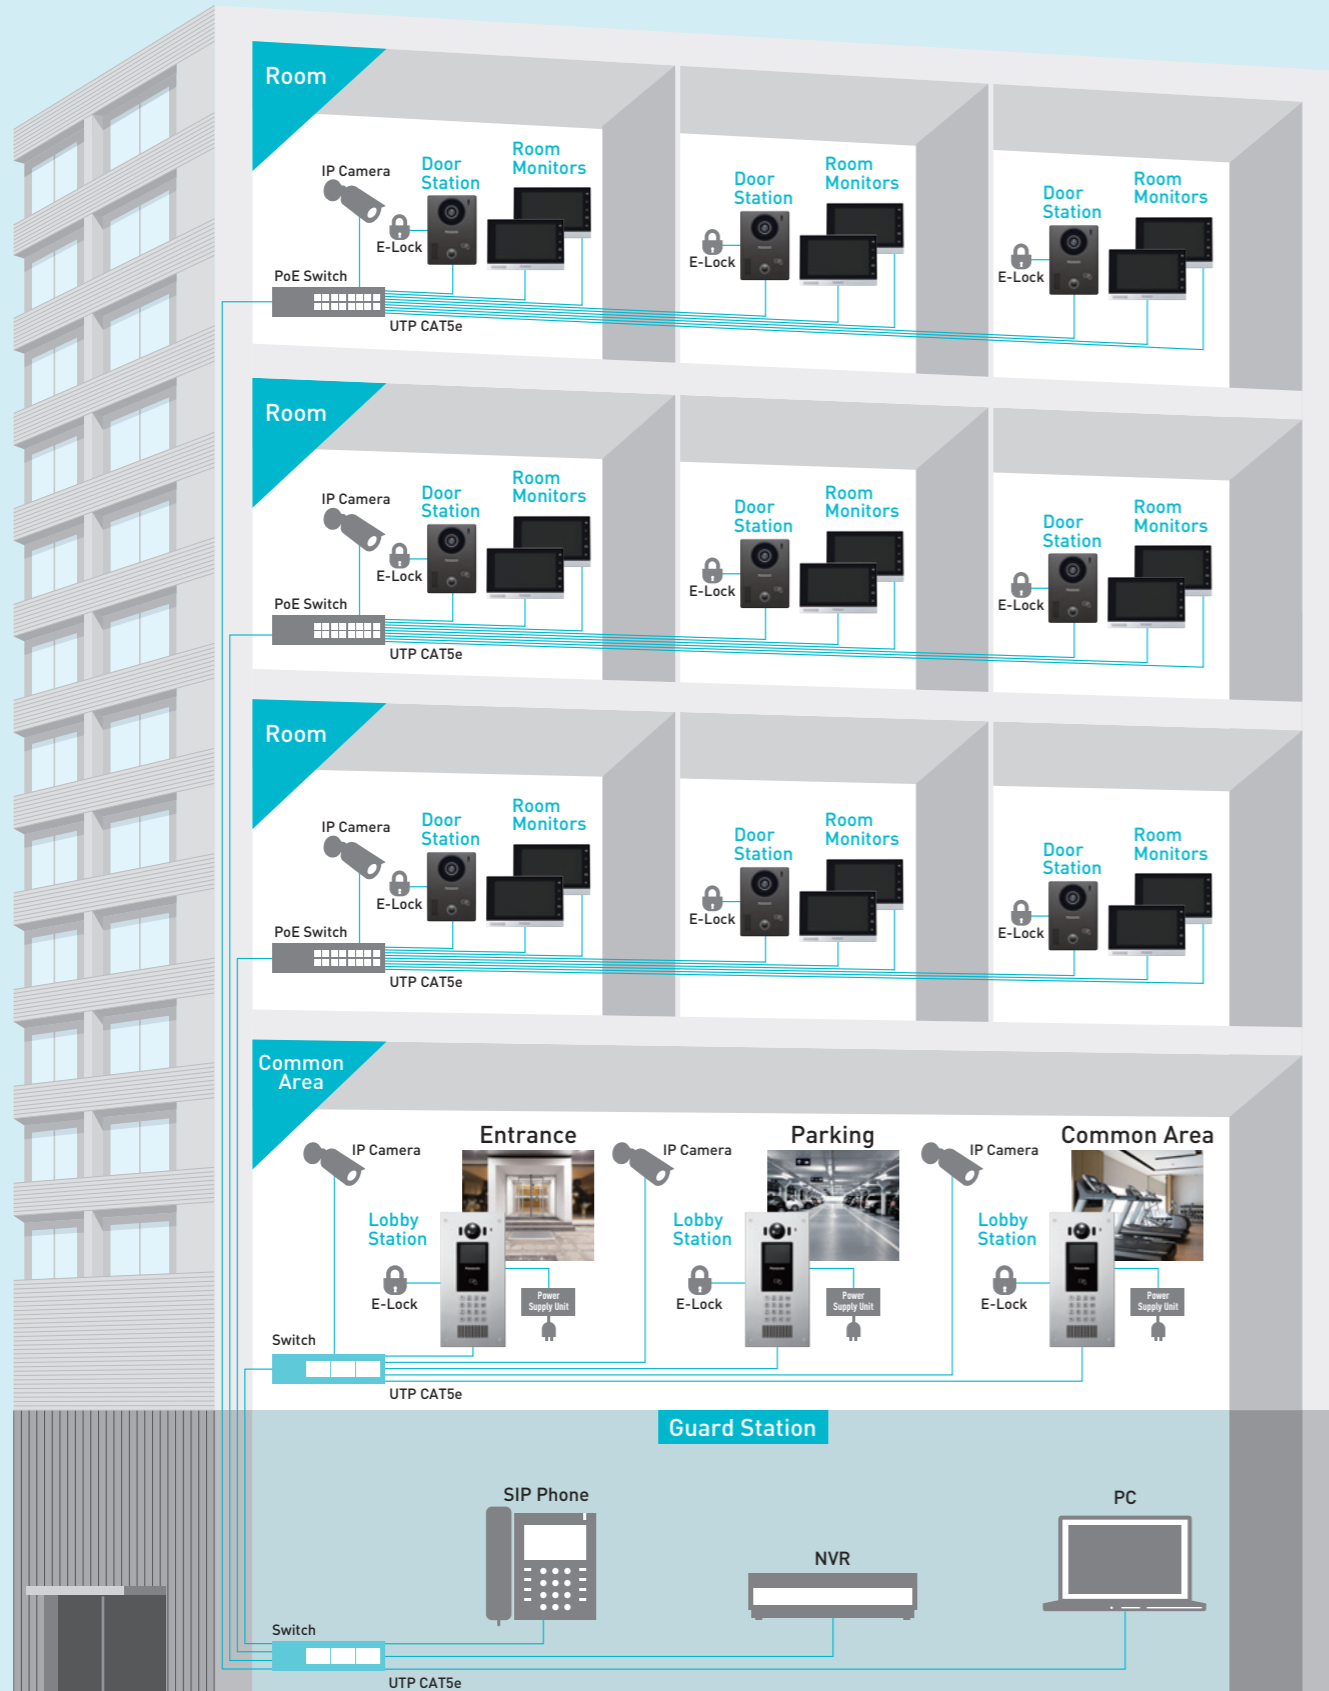 Room
IP Camera
Door
Station
Room
Monitors
E-Lock
PoE Switch
UTP CAT5e
Door
Station
Room
Monitors
E-Lock
Door
Station
Room
Monitors
E-Lock
Room
IP Camera
Door
Station
Room
Monitors
E-Lock
PoE Switch
UTP CAT5e
Door
Station
Room
Monitors
E-Lock
Door
Station
Room
Monitors
E-Lock
Room
IP Camera
Door
Station
Room
Monitors
E-Lock
PoE Switch
UTP CAT5e
Door
Station
Room
Monitors
E-Lock
Door
Station
Room
Monitors
E-Lock
Common
Area
Entrance
IP Camera
Lobby
Station
E-Lock
Panasonic
Power
Supply Unit
Parking
IP Camera
Lobby
Station
E-Lock
Panasonic
Power
Supply Unit
Common Area
IP Camera
Lobby
Station
E-Lock
Panasonic
Power
Supply Unit
Switch
UTP CAT5e
Guard Station
SIP Phone
NVR
PC
Switch
UTP CAT5e